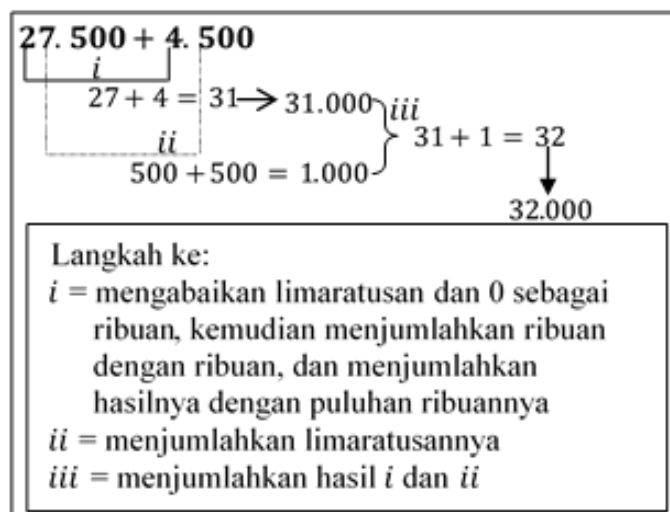 27. 500 + 4. 500
i
27 + 4 = 31 → 31.000
iii
31 + 1 = 32
ii
500 + 500 = 1.000
32.000
Langkah ke:
i = mengabaikan limaratusan dan 0 sebagai
ribuan, kemudian menjumlahkan ribuan
dengan ribuan, dan menjumlahkan
hasilnya dengan puluhan ribuannya
ii = menjumlahkan limaratusannya
iii = menjumlahkan hasil i dan ii